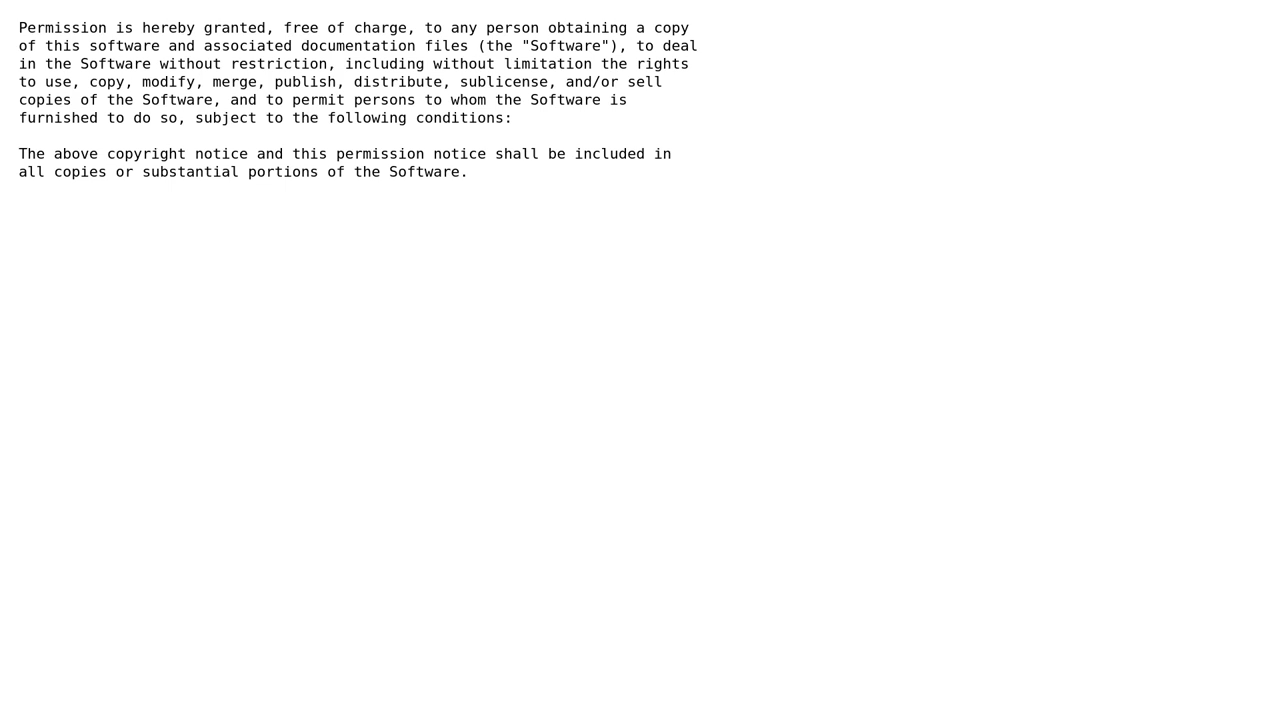 Permission is hereby granted, free of charge, to any person obtaining a copy
of this software and associated documentation files (the "Software"), to deal
in the Software without restriction, including without limitation the rights
to use, copy, modify, merge, publish, distribute, sublicense, and/or sell
copies of the Software, and to permit persons to whom the Software is
furnished to do so, subject to the following conditions:

The above copyright notice and this permission notice shall be included in
all copies or substantial portions of the Software.